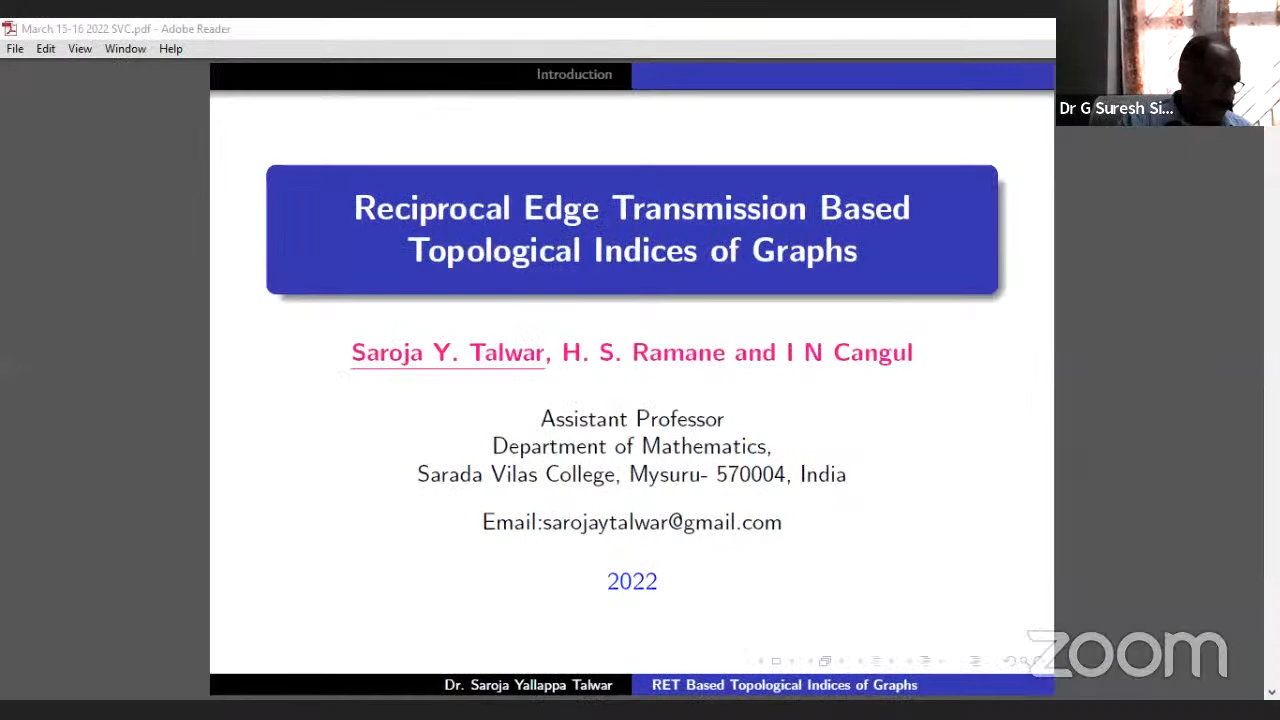 March 15-16 2022 SVC.pdf - Adobe Reader
File Edit View Window Help
Introduction
Dr G Suresh Si...
Reciprocal Edge Transmission Based
Topological Indices of Graphs
Saroja Y. Talwar, H. S. Ramane and I N Cangul
Assistant Professor
Department of Mathematics,
Sarada Vilas College, Mysuru- 570004, India
Email:sarojaytalwar@gmail.com
2022
zoom
Dr. Saroja Yallappa Talwar RET Based Topological Indices of Graphs